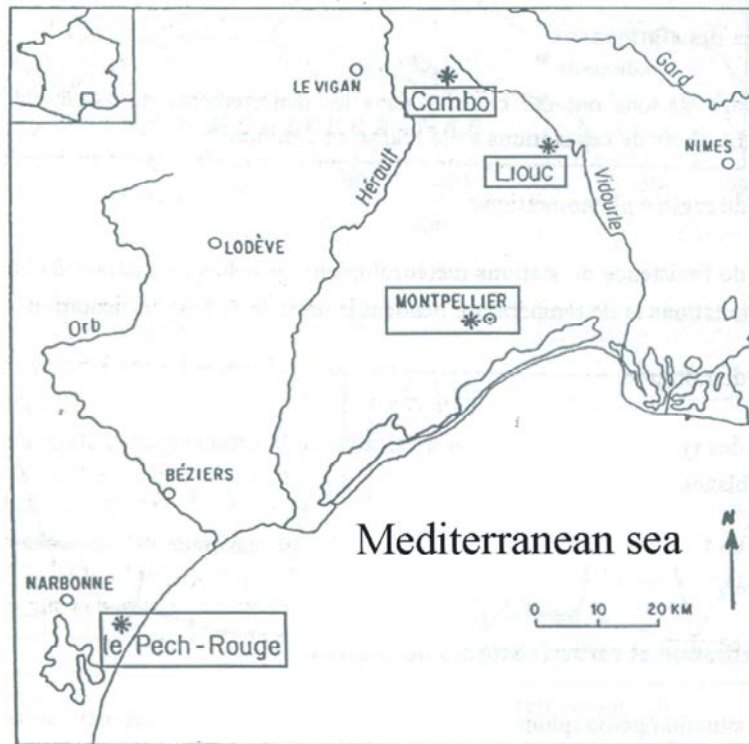 Gard
LE VIGAN
Cambo
NIMES
Liouc
Hérault
Vidourle
LODÈVE
MONTPELLIER
Orb
BÉZIERS
Mediterranean sea
N
NARBONNE
0 10 20 KM
le Pech-Rouge